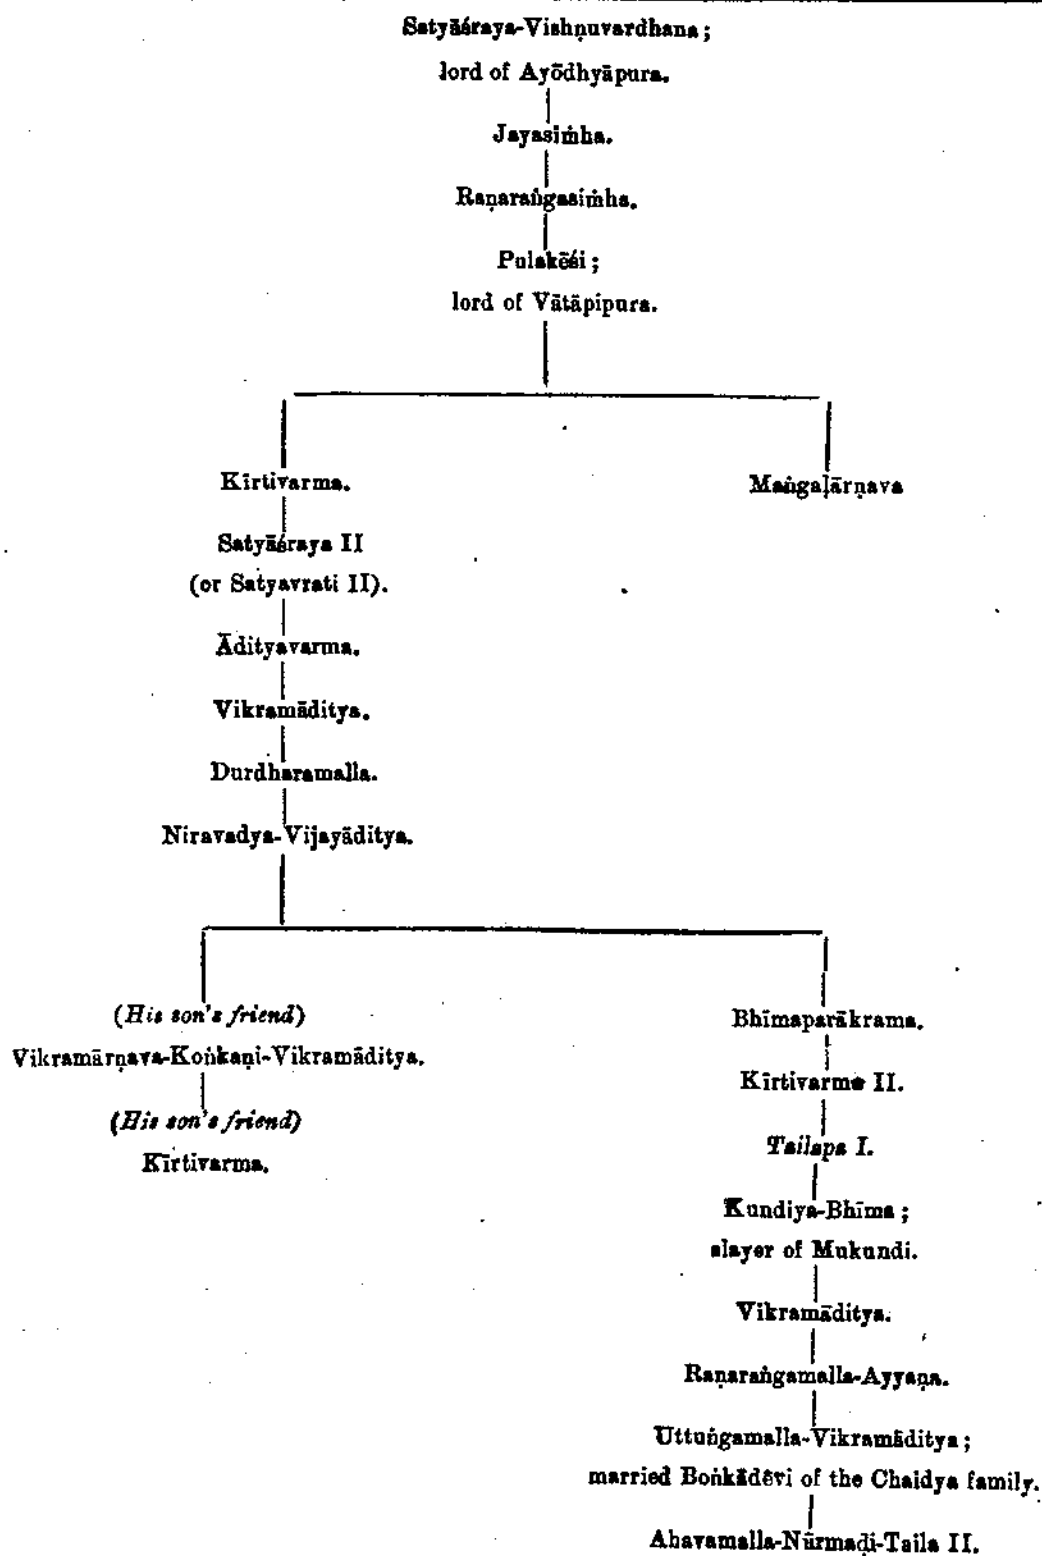 Satyāśraya-Vishṇuvardhana;
lord of Ayōdhyāpura.
Jayasiṁha.
Raṇaraṅgasiṁha.
Pulakēśi;
lord of Vātāpipura.
Kīrtivarma.
Maṅgaḷārṇava
Satyāśraya II
(or Satyavrati II).
Ādityavarma.
Vikramāditya.
Durdharamalla.
Niravadya-Vijayāditya.
(His son's friend)
Bhīmaparākrama.
Vikramārṇava-Koṅkaṇi-Vikramāditya.
Kīrtivarma II.
(His son's friend)
Tailapa I.
Kīrtivarma.
Kundiya-Bhīma;
slayer of Mukundi.
Vikramāditya.
Raṇaraṅgamalla-Ayyaṇa.
Uttuṅgamalla-Vikramāditya;
married Boṅkādēvi of the Chaidya family.
Ahavamalla-Nūrmaḍi-Taila II.